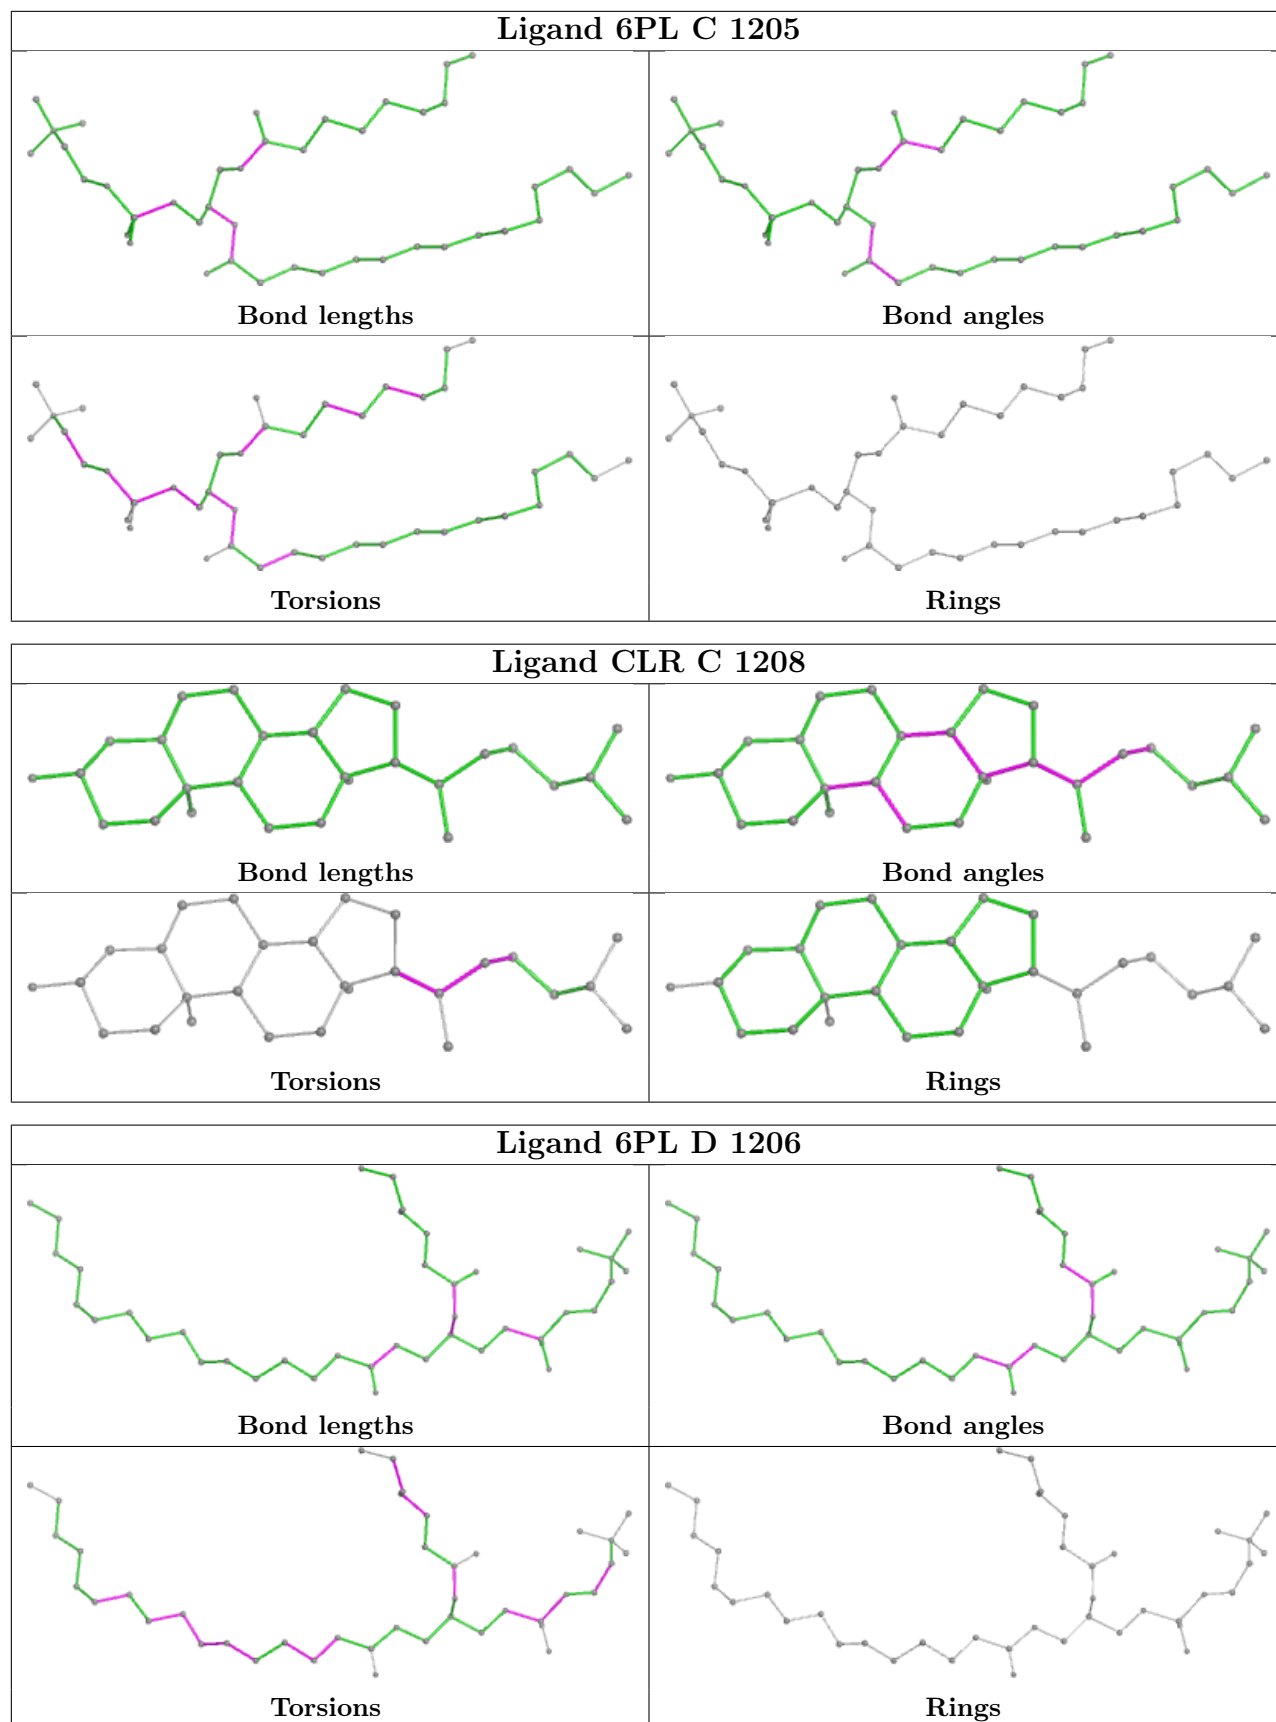 Ligand 6PL C 1205
Bond lengths
Bond angles
Torsions
Rings
Ligand CLR C 1208
Bond lengths
Bond angles
Torsions
Rings
Ligand 6PL D 1206
Bond lengths
Bond angles
Torsions
Rings